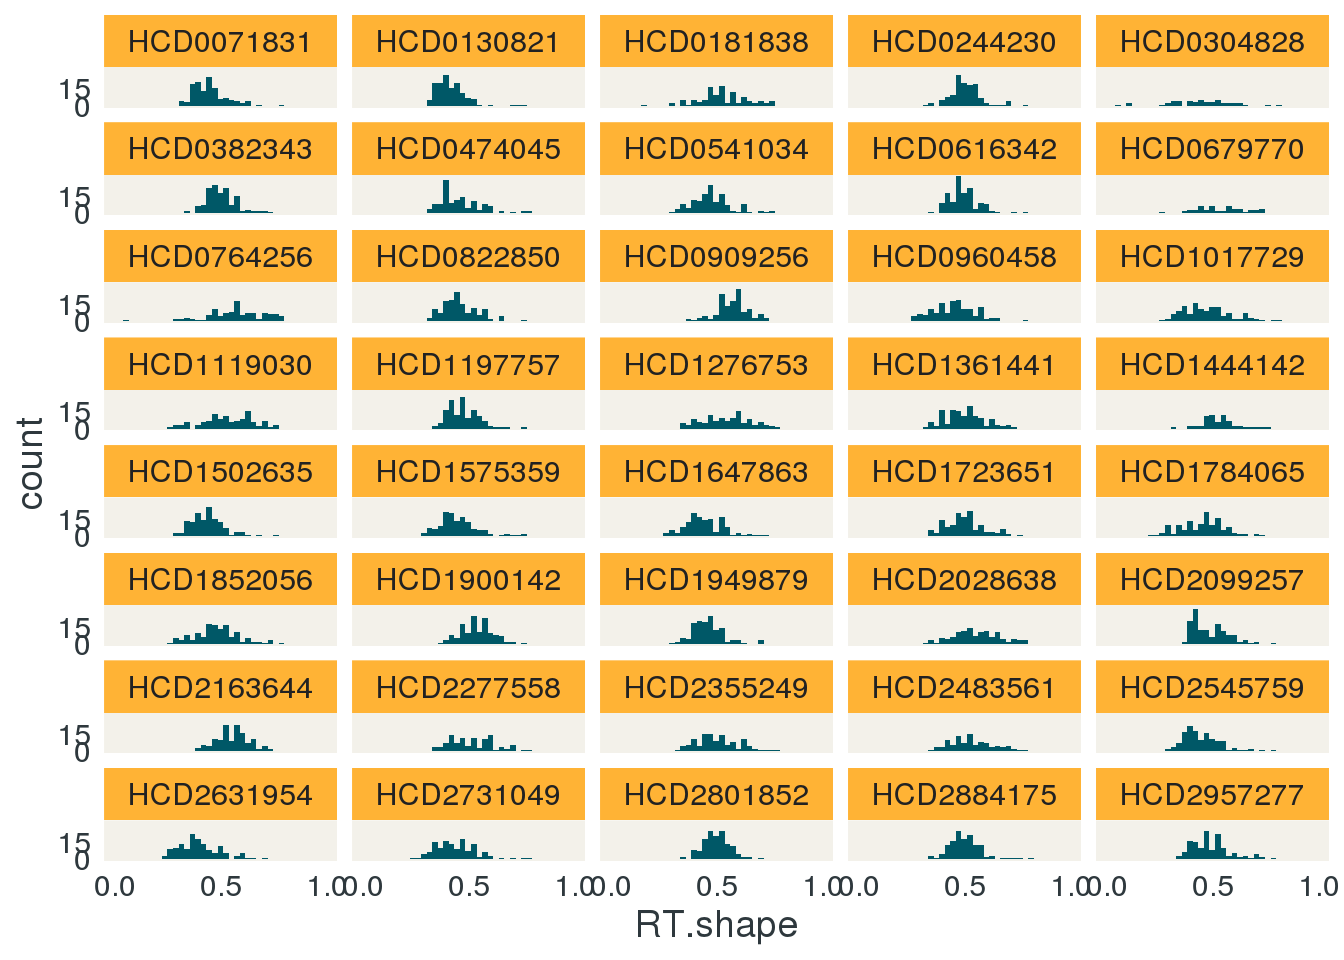 HCD0071831 HCD0130821 HCD0181838 HCD0244230 HCD0304828
15
0
HCD0382343 HCD0474045 HCD0541034 HCD0616342 HCD0679770
15
0
HCD0764256 HCD0822850 HCD0909256 HCD0960458 HCD1017729
15
0
HCD1119030 HCD1197757 HCD1276753 HCD1361441 HCD1444142
15
0
count
HCD1502635 HCD1575359 HCD1647863 HCD1723651 HCD1784065
15
0
HCD1852056 HCD1900142 HCD1949879 HCD2028638 HCD2099257
15
0
HCD2163644 HCD2277558 HCD2355249 HCD2483561 HCD2545759
15
0
HCD2631954 HCD2731049 HCD2801852 HCD2884175 HCD2957277
15
0
0.0 0.5 1.0 0.0 0.5 1.0 0.0 0.5 1.0 0.0 0.5 1.0 0.0 0.5 1.0
RT.shape